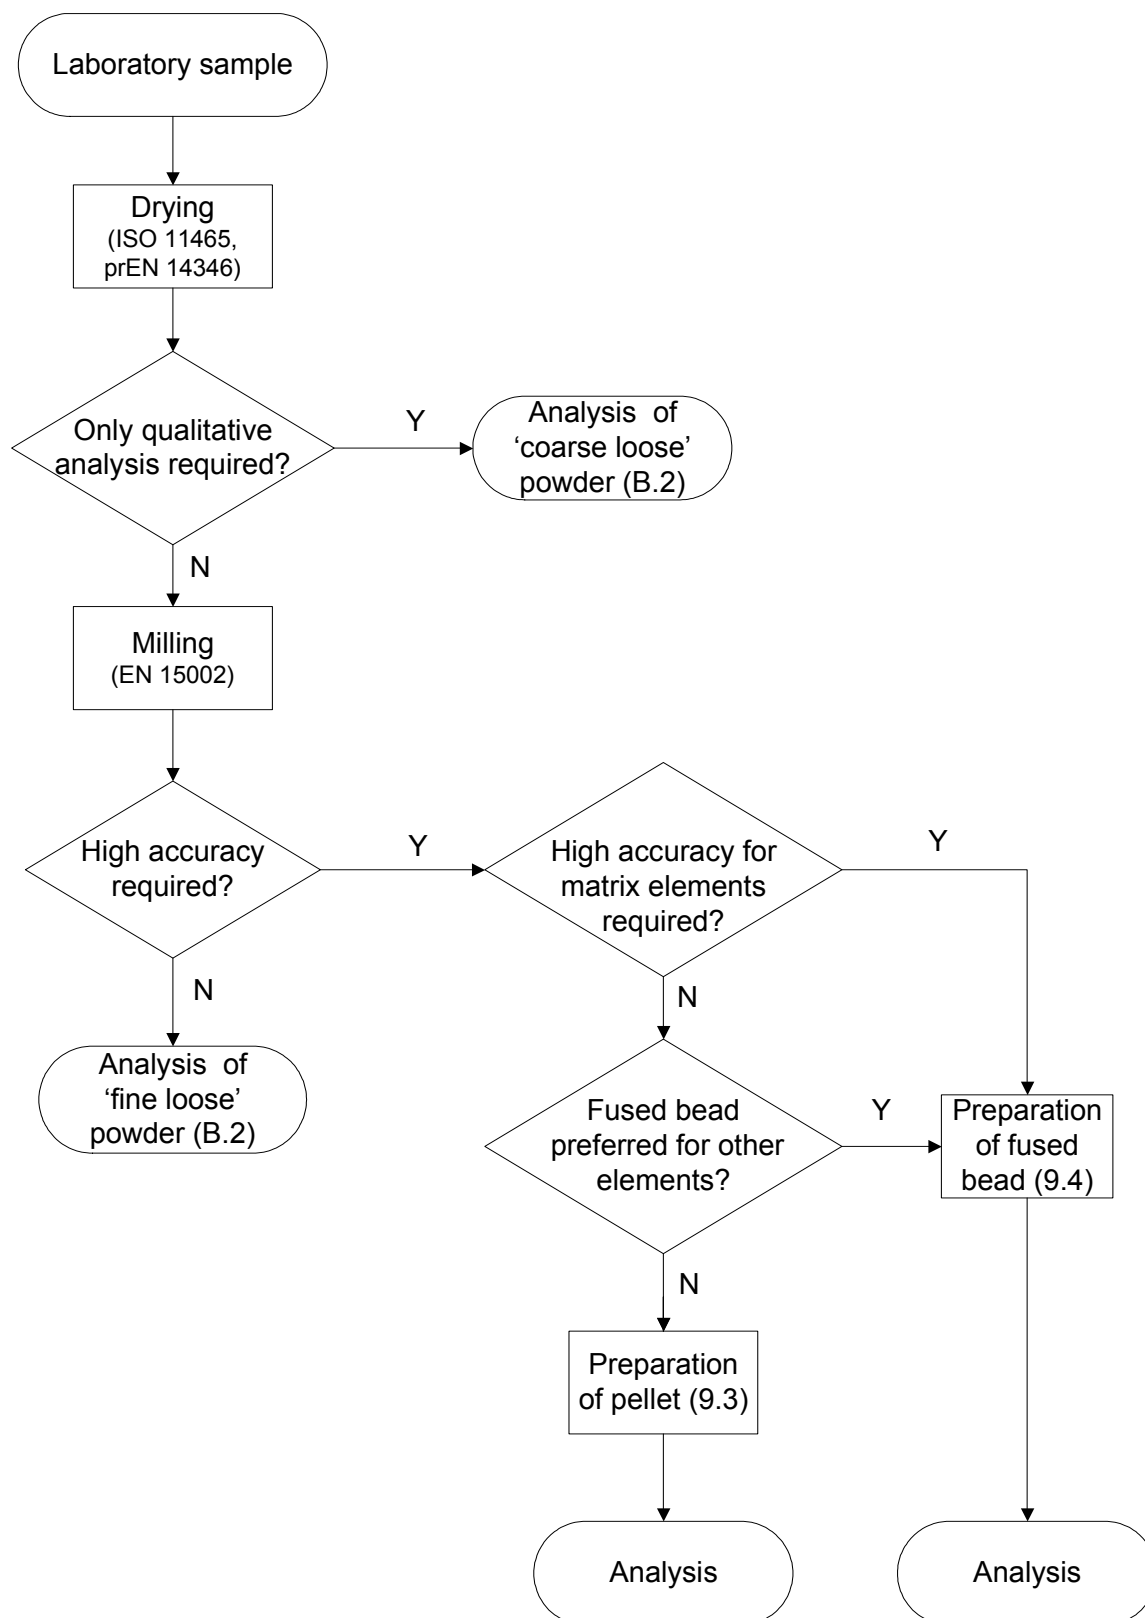 Laboratory sample
Drying
(ISO 11465,
prEN 14346)
Only qualitative
analysis required?
Y
Analysis of
‘coarse loose’
powder (B.2)
N
Milling
(EN 15002)
High accuracy
required?
Y
High accuracy for
matrix elements
required?
Y
N
Analysis of
‘fine loose’
powder (B.2)
N
Fused bead
preferred for other
elements?
Y
Preparation
of fused
bead (9.4)
N
Preparation
of pellet (9.3)
Analysis
Analysis